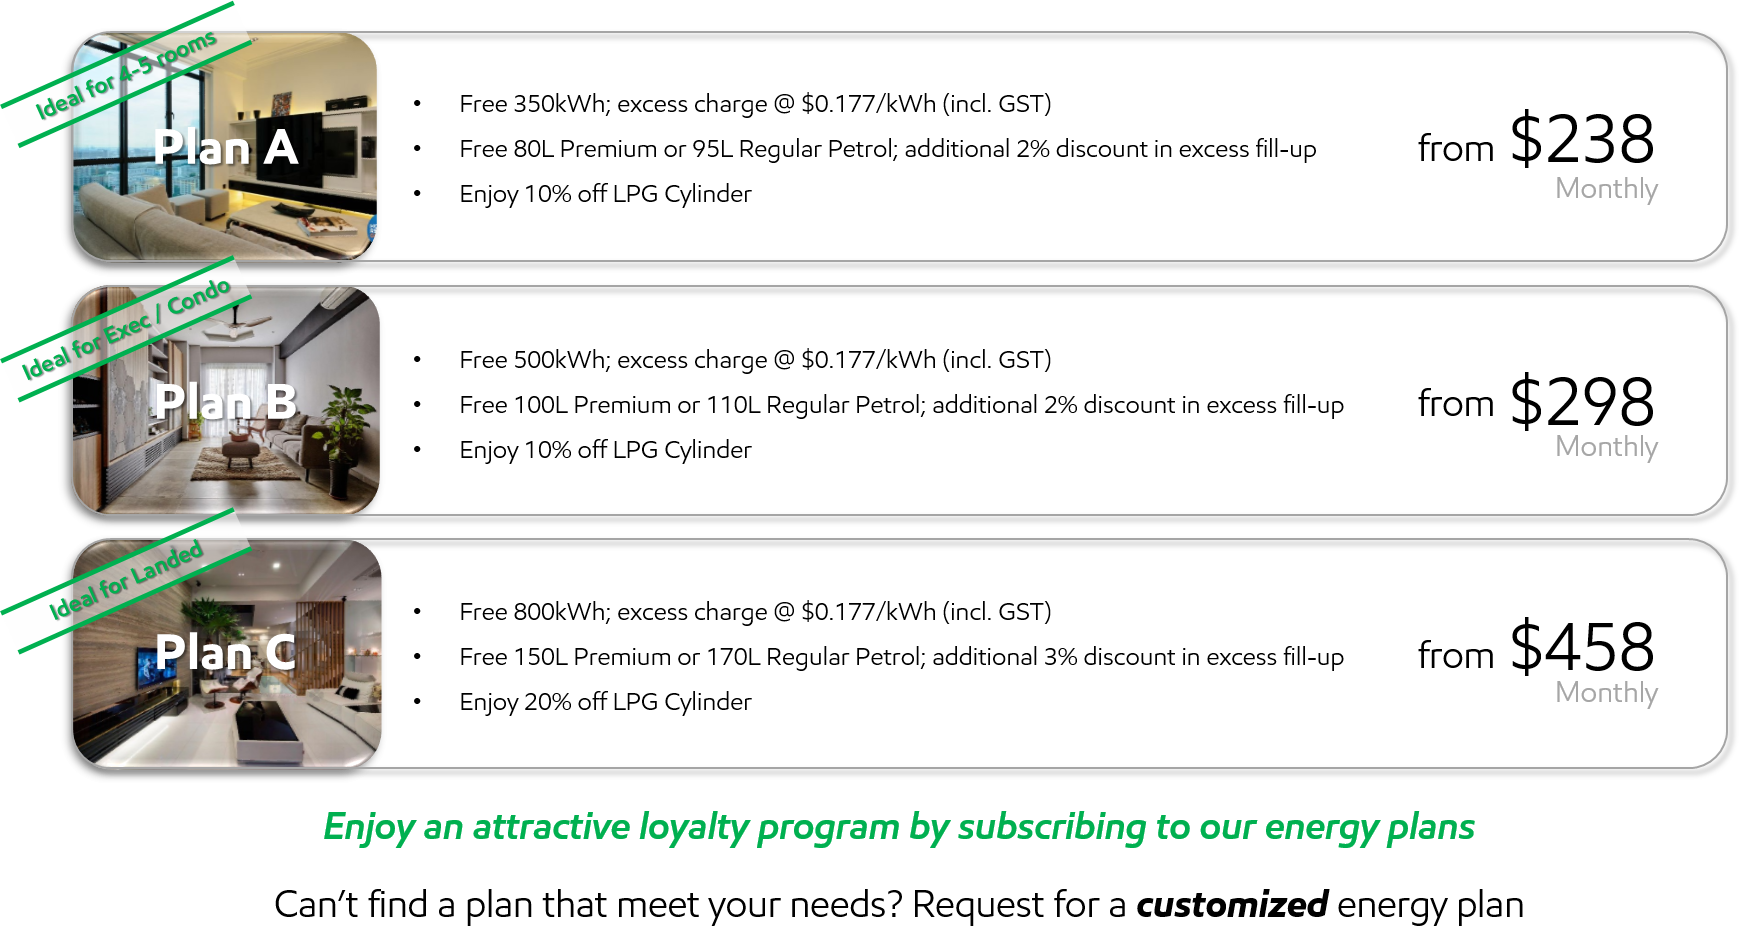 Ideal for 4-5 rooms
Plan A
• Free 350kWh; excess charge @ $0.177/kWh (incl. GST)
• Free 80L Premium or 95L Regular Petrol; additional 2% discount in excess fill-up
• Enjoy 10% off LPG Cylinder
from $238
Monthly
Ideal for Exec / Condo
Plan B
• Free 500kWh; excess charge @ $0.177/kWh (incl. GST)
• Free 100L Premium or 110L Regular Petrol; additional 2% discount in excess fill-up
• Enjoy 10% off LPG Cylinder
from $298
Monthly
Ideal for Landed
Plan C
• Free 800kWh; excess charge @ $0.177/kWh (incl. GST)
• Free 150L Premium or 170L Regular Petrol; additional 3% discount in excess fill-up
• Enjoy 20% off LPG Cylinder
from $458
Monthly
Enjoy an attractive loyalty program by subscribing to our energy plans
Can’t find a plan that meet your needs? Request for a customized energy plan